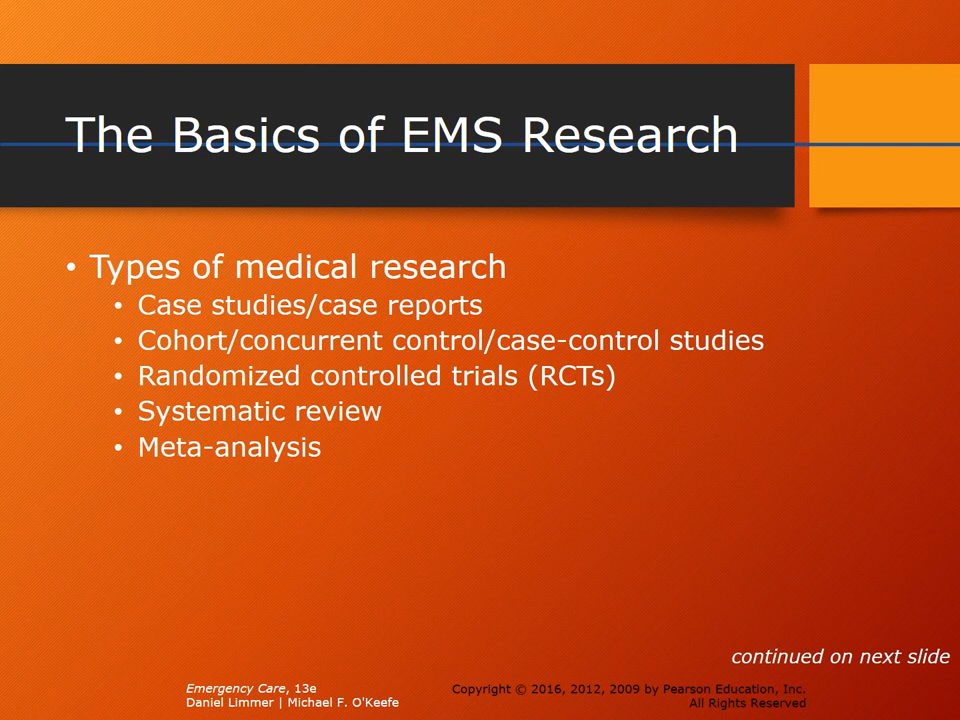 The Basics of EMS Research
• Types of medical research
• Case studies/case reports
• Cohort/concurrent control/case-control studies
• Randomized controlled trials (RCTs)
• Systematic review
• Meta-analysis
continued on next slide
Emergency Care, 13e
Daniel Limmer | Michael F. O'Keefe
Copyright © 2016, 2012, 2009 by Pearson Education, Inc.
All Rights Reserved